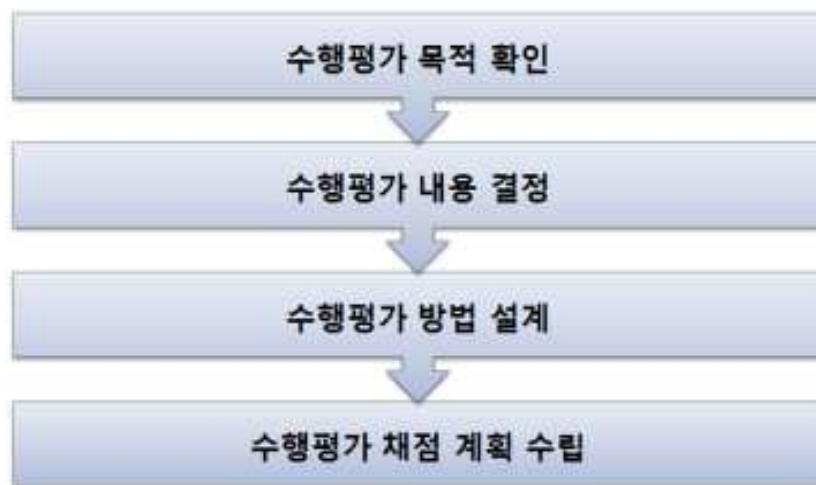 수행평가 목적 확인
수행평가 내용 결정
수행평가 방법 설계
수행평가 채점 계획 수립